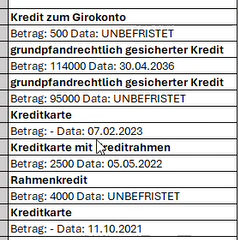 Kredit zum Girokonto
Betrag: 500 Data: UNBEFRISTET
grundpfandrechtlich gesicherter Kredit
Betrag: 114000 Data: 30.04.2036
grundpfandrechtlich gesicherter Kredit
Betrag: 95000 Data: UNBEFRISTET
Kreditkarte
Betrag: - Data: 07.02.2023
Kreditkarte mit Kreditrahmen
Betrag: 2500 Data: 05.05.2022
Rahmenkredit
Betrag: 4000 Data: UNBEFRISTET
Kreditkarte
Betrag: - Data: 11.10.2021